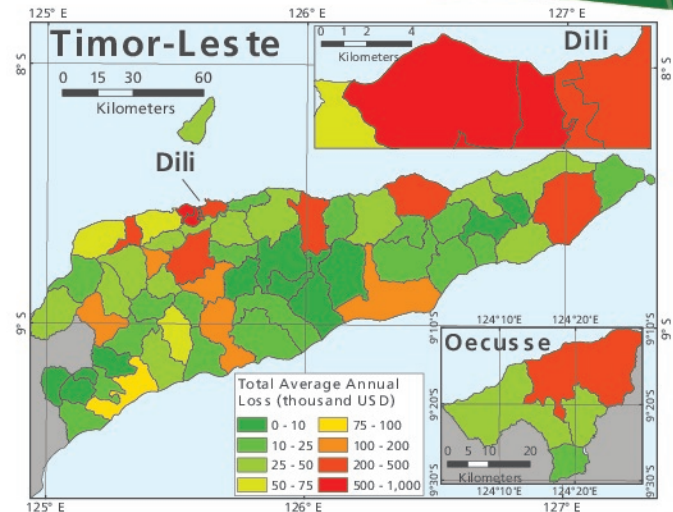 125° E
126° E
127° E
Timor-Leste
0 15 30 60
Kilometers
0 1 2 4
Kilometers
Dili
8° S
8° S
Dili
9° S
9° S
124°10'E 124°20'E
Oecusse
9°10'S
9°10'S
9°20'S
9°20'S
9°30'S
9°30'S
0 5 10 20
Kilometers
124°10'E 124°20'E
Total Average Annual
Loss (thousand USD)
0 - 10
10 - 25
25 - 50
50 - 75
75 - 100
100 - 200
200 - 500
500 - 1,000
125° E
126° E
127° E